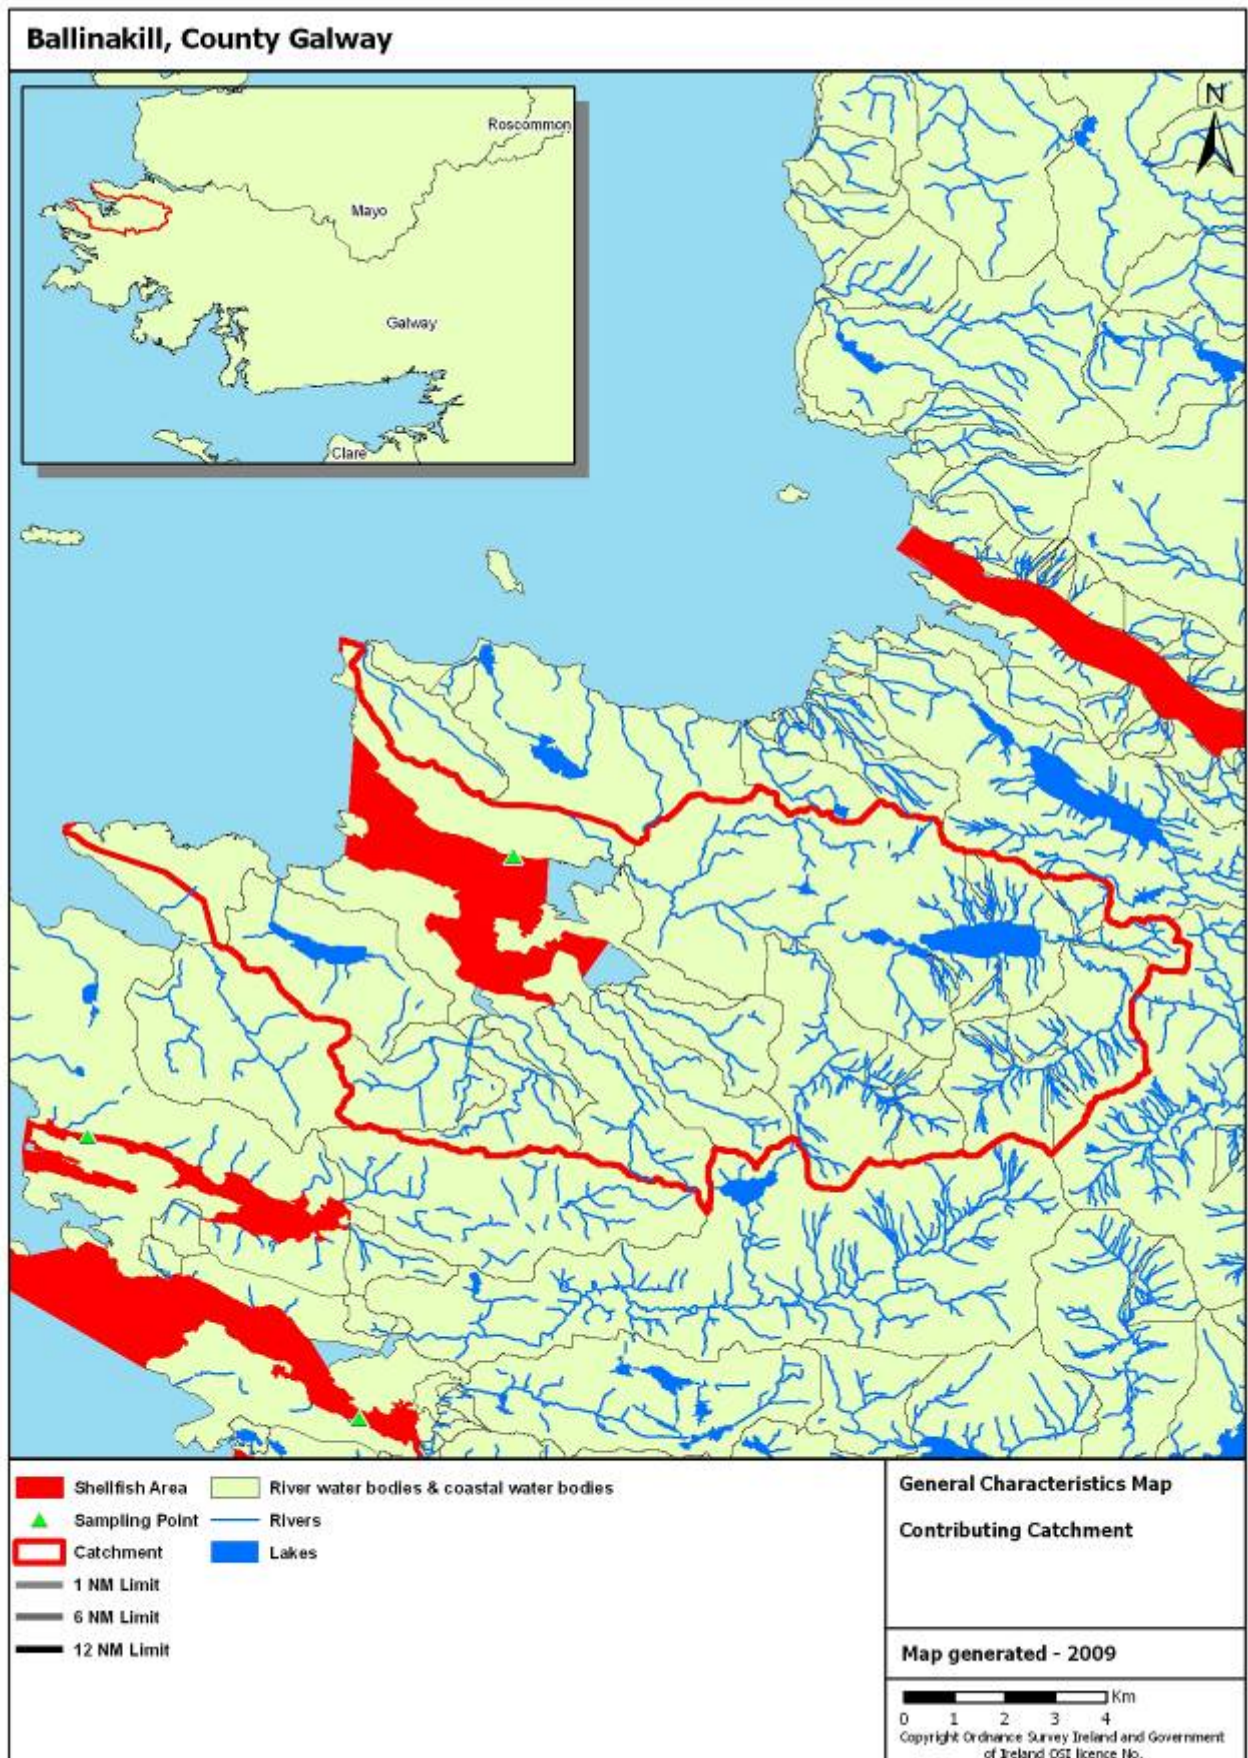 Ballinakill, County Galway
Roscommon
Mayo
Galway
Clare
N
Shellfish Area
River water bodies & coastal water bodies
Sampling Point
Rivers
Catchment
Lakes
1 NM Limit
6 NM Limit
12 NM Limit
General Characteristics Map
Contributing Catchment
Map generated - 2009
Km
0 1 2 3 4
Copyright Ordnance Survey Ireland and Government
of Ireland OSI licence No.